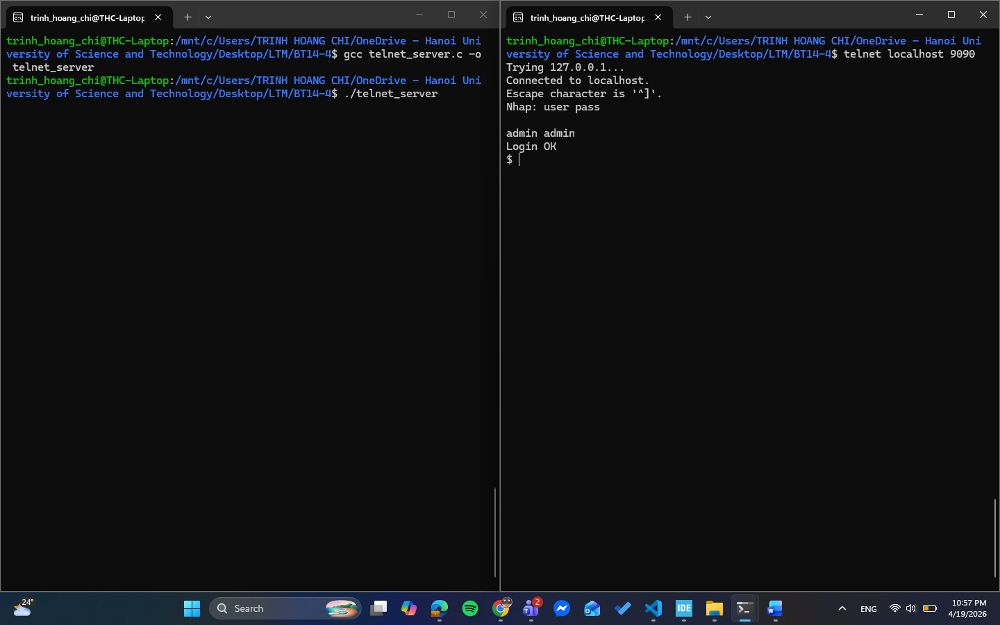 trinh_hoang_chi@THC-Laptop
trinh_hoang_chi@THC-Laptop:/mnt/c/Users/TRINH HOANG CHI/OneDrive - Hanoi Uni
versity of Science and Technology/Desktop/LTM/BT14-4$ gcc telnet_server.c -o
 telnet_server
trinh_hoang_chi@THC-Laptop:/mnt/c/Users/TRINH HOANG CHI/OneDrive - Hanoi Uni
versity of Science and Technology/Desktop/LTM/BT14-4$ ./telnet_server
trinh_hoang_chi@THC-Laptop
trinh_hoang_chi@THC-Laptop:/mnt/c/Users/TRINH HOANG CHI/OneDrive - Hanoi Uni
versity of Science and Technology/Desktop/LTM/BT14-4$ telnet localhost 9090
Trying 127.0.0.1...
Connected to localhost.
Escape character is '^]'.
Nhap: user pass
admin admin
Login OK
$
24°
Search
2
IDE
ENG
10:57 PM
4/19/2026